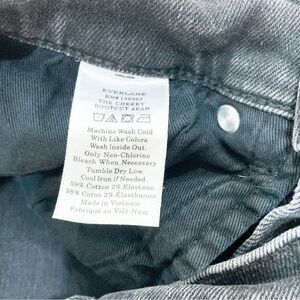 EVERLANE
THE CHEEKY
BOOTCUT JEAN
Machine Wash Cold
With Like Colors
Wash Inside Out.
Only Non-Chlorine
Bleach When Necessary
Tumble Dry Low.
Cool Iron if Needed.
98% Cotton 2% Elastane.
98% Cotton 2% Elasthanne.
Made in Vietnam
Fabriqué au Viêt-Nam